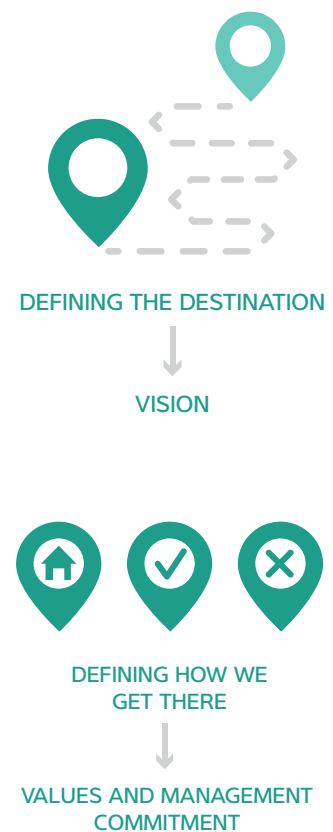 DEFINING THE DESTINATION
VISION
DEFINING HOW WE
GET THERE
VALUES AND MANAGEMENT
COMMITMENT